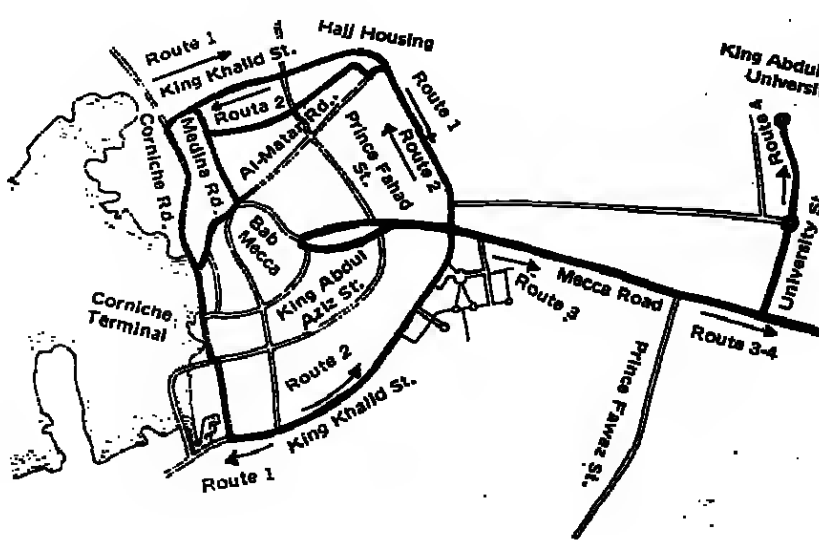 Route 1
King Khalid St.
Hajj Housing
Route 2
Al-Matar Rd.
Medina Rd.
Corniche Rd.
Route 1
Prince Fahad
St.
Route 2
King Abdul
University
Route
University St
Bab
Mecca
King Abdul
Aziz St.
Corniche
Terminal
Route 3
Mecca Road
Route 3-4
Prince Fawaz St.
Route 2
King Khalid St.
Route 1